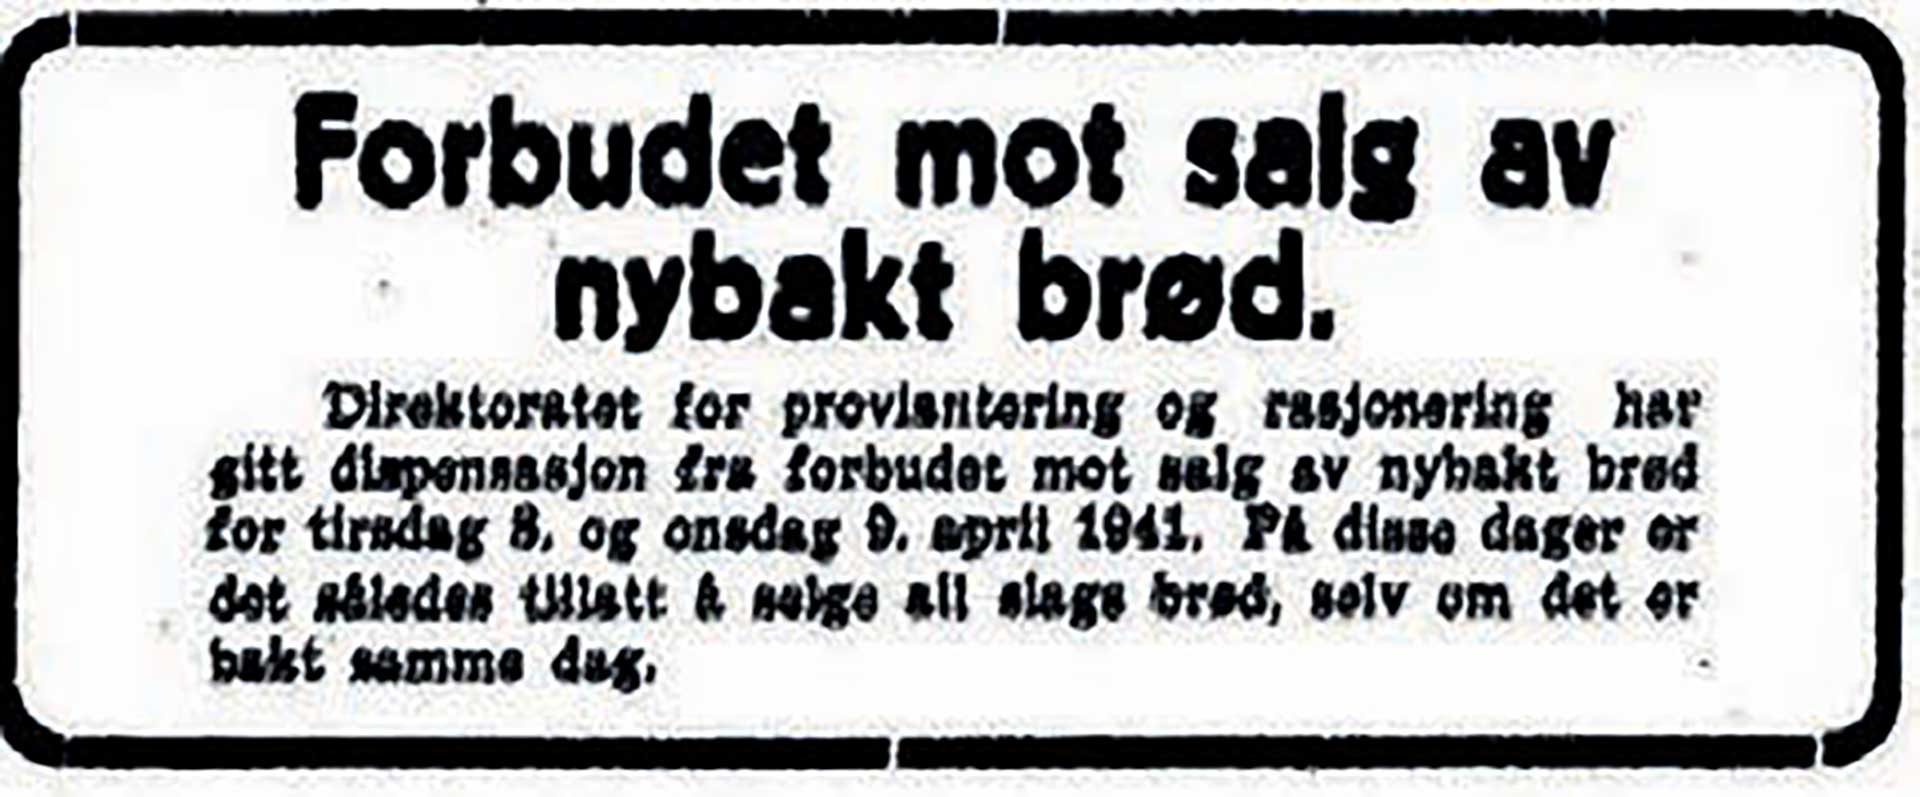 Forbudet mot salg av
nybakt brød.
Direktoratet for proviantering og rasjonering har
gitt dispensasjon fra forbudet mot salg av nybakt brød
for tirsdag 8. og onsdag 9. april 1941. På disse dager er
det således tillatt å selge all slags brød, selv om det er
bakt samme dag.